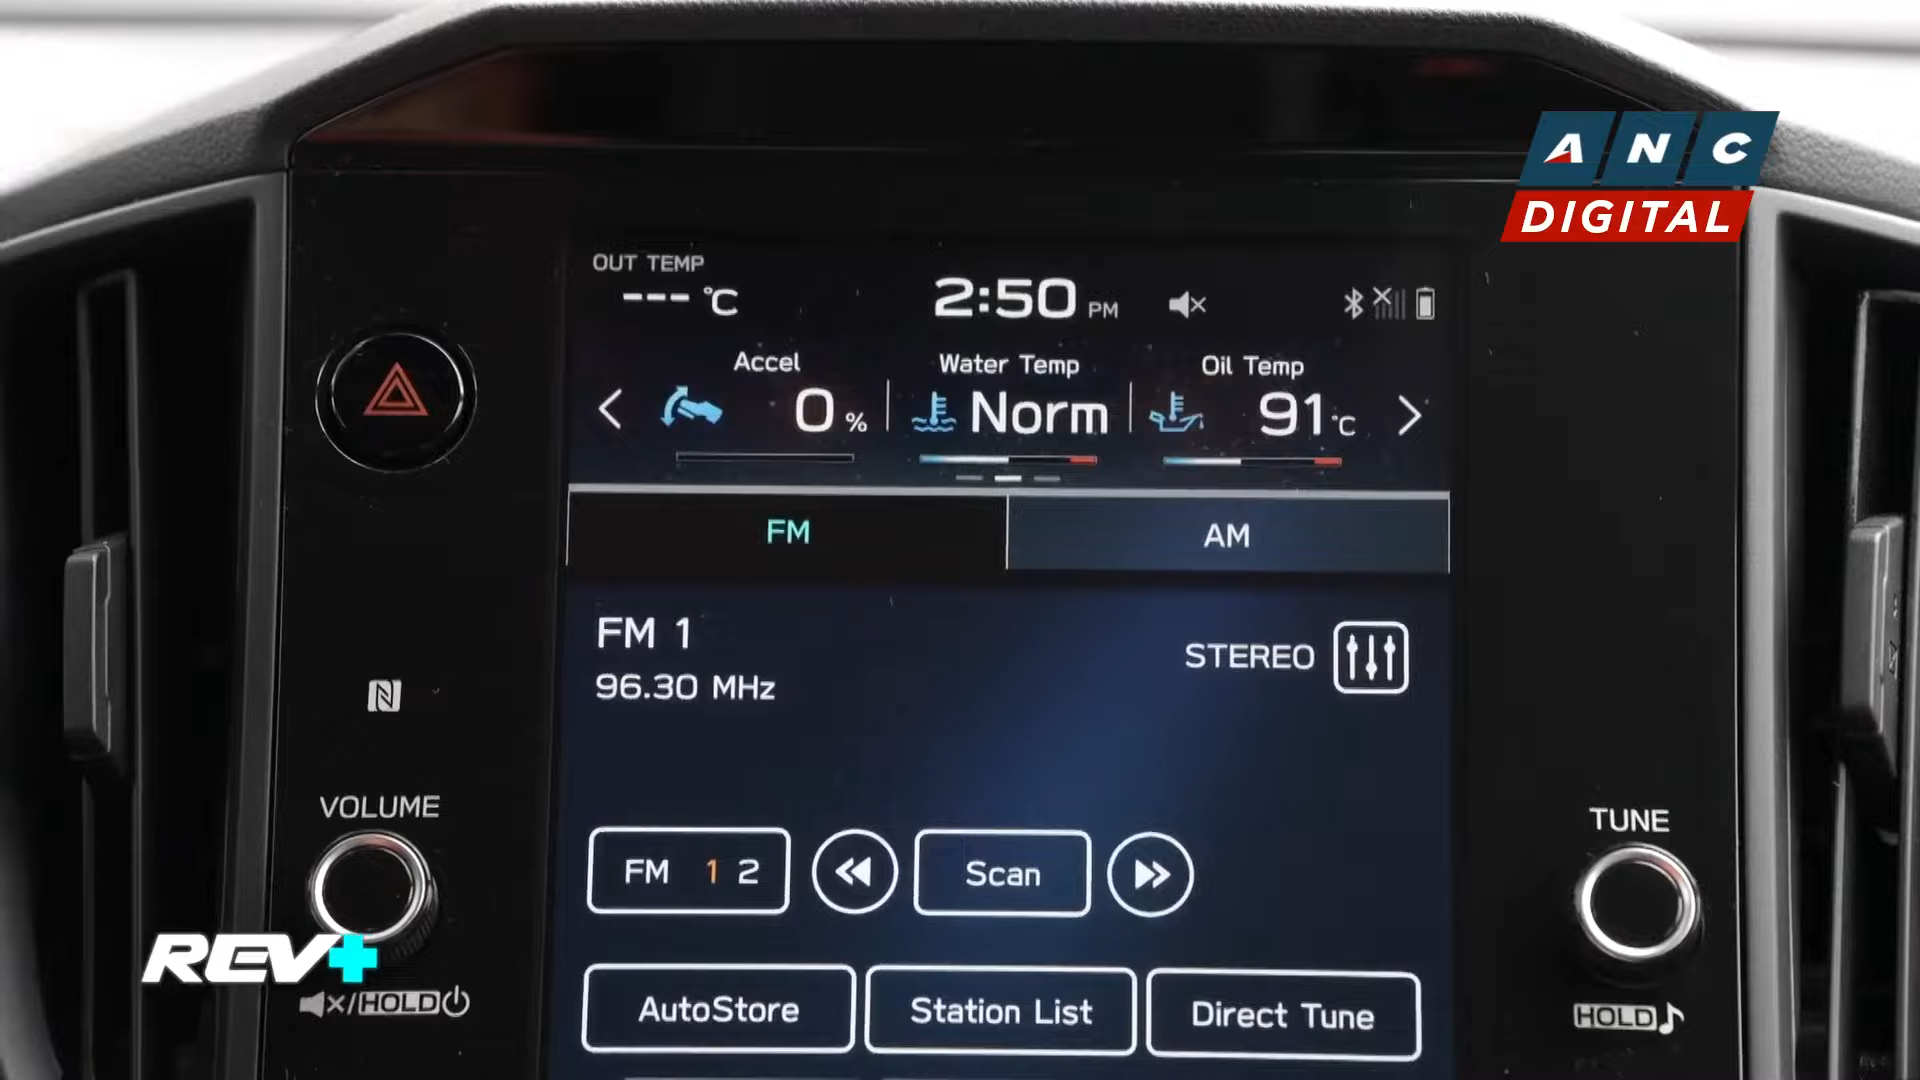 ANC
DIGITAL
OUT TEMP
--- °C
2:50 PM
Accel
0 %
Water Temp
Norm
Oil Temp
91 °C
FM
AM
FM 1
96.30 MHz
STEREO
VOLUME
TUNE
FM 1 2
Scan
REV+
/HOLD
HOLD
AutoStore
Station List
Direct Tune